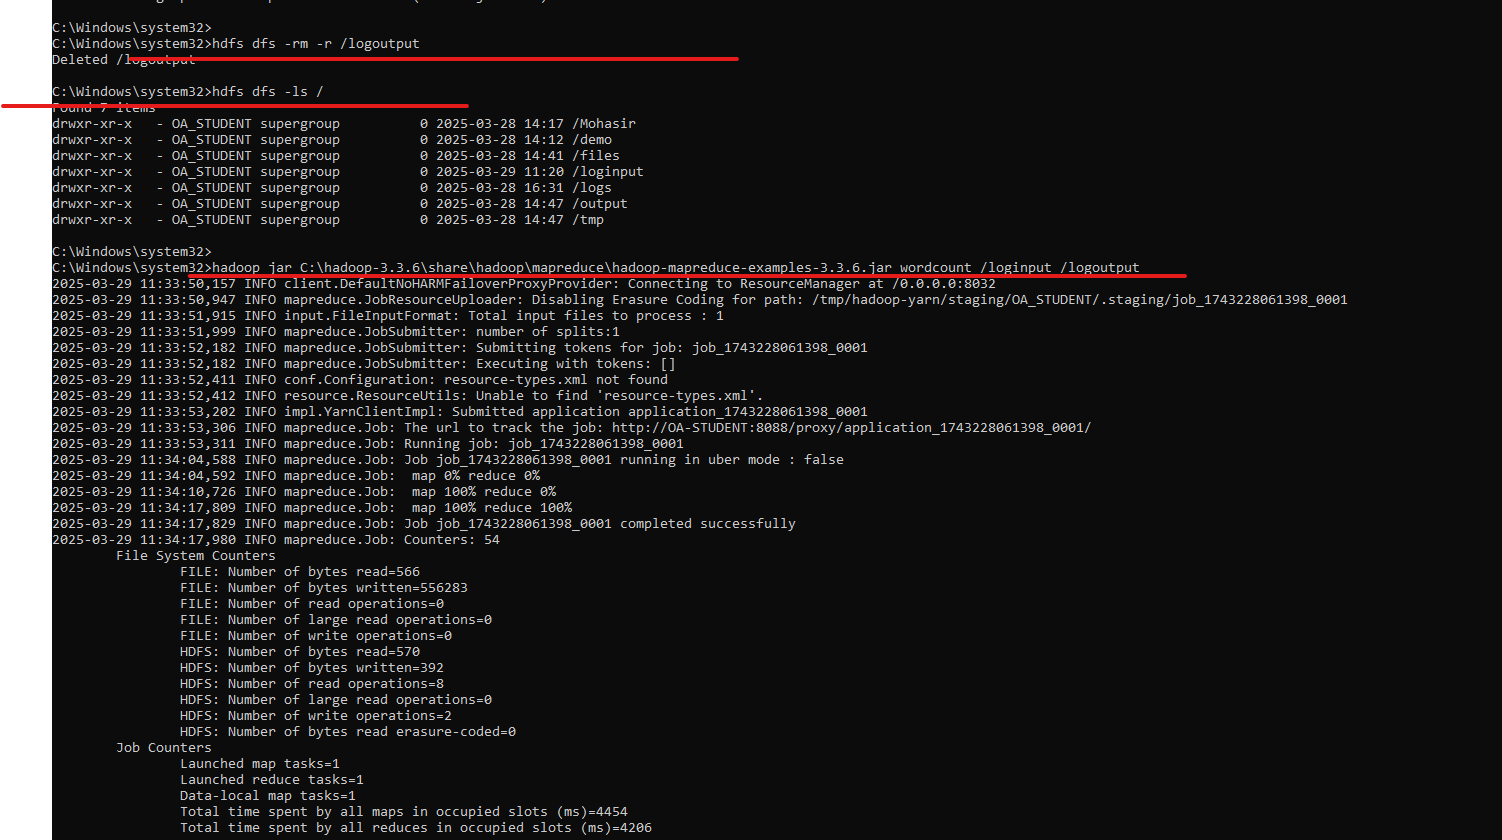 C:\Windows\system32>
C:\Windows\system32>hdfs dfs -rm -r /logoutput
Deleted /logoutput
C:\Windows\system32>hdfs dfs -ls /
Found 7 items
drwxr-xr-x   - OA_STUDENT supergroup          0 2025-03-28 14:17 /Mohasir
drwxr-xr-x   - OA_STUDENT supergroup          0 2025-03-28 14:12 /demo
drwxr-xr-x   - OA_STUDENT supergroup          0 2025-03-28 14:41 /files
drwxr-xr-x   - OA_STUDENT supergroup          0 2025-03-29 11:20 /loginput
drwxr-xr-x   - OA_STUDENT supergroup          0 2025-03-28 16:31 /logs
drwxr-xr-x   - OA_STUDENT supergroup          0 2025-03-28 14:47 /output
drwxr-xr-x   - OA_STUDENT supergroup          0 2025-03-28 14:47 /tmp
C:\Windows\system32>
C:\Windows\system32>hadoop jar C:\hadoop-3.3.6\share\hadoop\mapreduce\hadoop-mapreduce-examples-3.3.6.jar wordcount /loginput /logoutput
2025-03-29 11:33:50,157 INFO client.DefaultNoHARMFailoverProxyProvider: Connecting to ResourceManager at /0.0.0.0:8032
2025-03-29 11:33:50,947 INFO mapreduce.JobResourceUploader: Disabling Erasure Coding for path: /tmp/hadoop-yarn/staging/OA_STUDENT/.staging/job_1743228061398_0001
2025-03-29 11:33:51,915 INFO input.FileInputFormat: Total input files to process : 1
2025-03-29 11:33:51,999 INFO mapreduce.JobSubmitter: number of splits:1
2025-03-29 11:33:52,182 INFO mapreduce.JobSubmitter: Submitting tokens for job: job_1743228061398_0001
2025-03-29 11:33:52,182 INFO mapreduce.JobSubmitter: Executing with tokens: []
2025-03-29 11:33:52,411 INFO conf.Configuration: resource-types.xml not found
2025-03-29 11:33:52,412 INFO resource.ResourceUtils: Unable to find 'resource-types.xml'.
2025-03-29 11:33:53,202 INFO impl.YarnClientImpl: Submitted application application_1743228061398_0001
2025-03-29 11:33:53,306 INFO mapreduce.Job: The url to track the job: http://OA-STUDENT:8088/proxy/application_1743228061398_0001/
2025-03-29 11:33:53,311 INFO mapreduce.Job: Running job: job_1743228061398_0001
2025-03-29 11:34:04,588 INFO mapreduce.Job: Job job_1743228061398_0001 running in uber mode : false
2025-03-29 11:34:04,592 INFO mapreduce.Job:  map 0% reduce 0%
2025-03-29 11:34:10,726 INFO mapreduce.Job:  map 100% reduce 0%
2025-03-29 11:34:17,809 INFO mapreduce.Job:  map 100% reduce 100%
2025-03-29 11:34:17,829 INFO mapreduce.Job: Job job_1743228061398_0001 completed successfully
2025-03-29 11:34:17,980 INFO mapreduce.Job: Counters: 54
File System Counters
FILE: Number of bytes read=566
FILE: Number of bytes written=556283
FILE: Number of read operations=0
FILE: Number of large read operations=0
FILE: Number of write operations=0
HDFS: Number of bytes read=570
HDFS: Number of bytes written=392
HDFS: Number of read operations=8
HDFS: Number of large read operations=0
HDFS: Number of write operations=2
HDFS: Number of bytes read erasure-coded=0
Job Counters
Launched map tasks=1
Launched reduce tasks=1
Data-local map tasks=1
Total time spent by all maps in occupied slots (ms)=4454
Total time spent by all reduces in occupied slots (ms)=4206